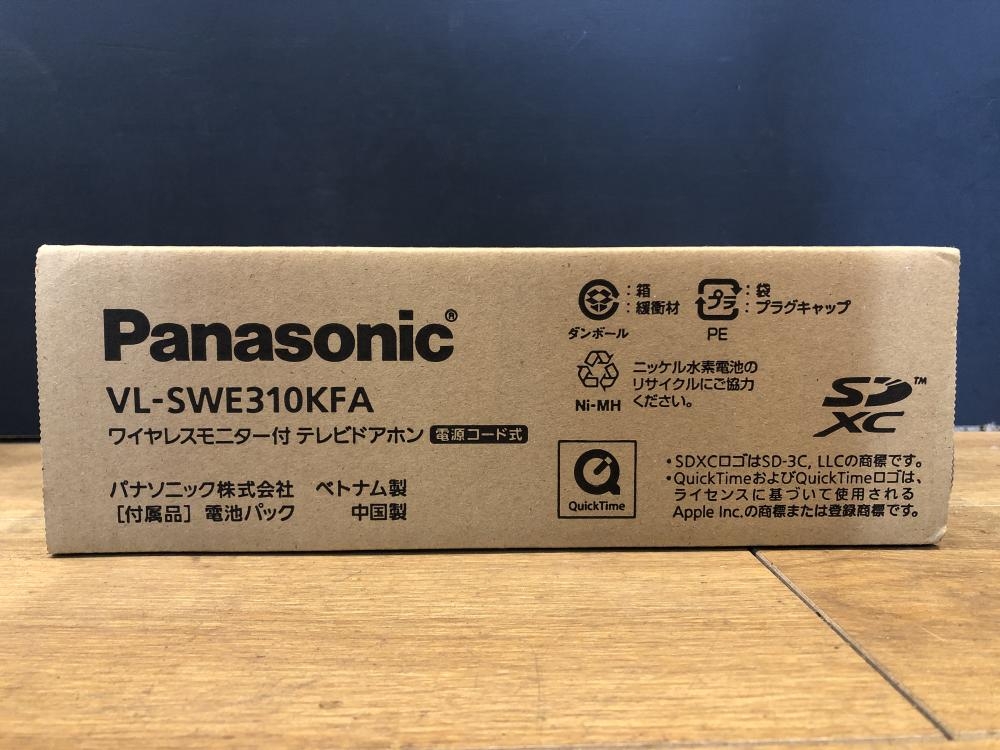 Panasonic®
VL-SWE310KFA
ワイヤレスモニター付 テレビドアホン 電源コード式
パナソニック株式会社 ベトナム製
[付属品] 電池パック 中国製
：箱
：緩衝材
ダンボール
プラ
：袋
：プラグキャップ
PE
Ni-MH
ニッケル水素電池の
リサイクルにご協力
ください。
SD XC™
QuickTime
•SDXCロゴはSD-3C, LLCの商標です。
•QuickTimeおよびQuickTimeロゴは、
ライセンスに基づいて使用される
Apple Inc.の商標または登録商標です。